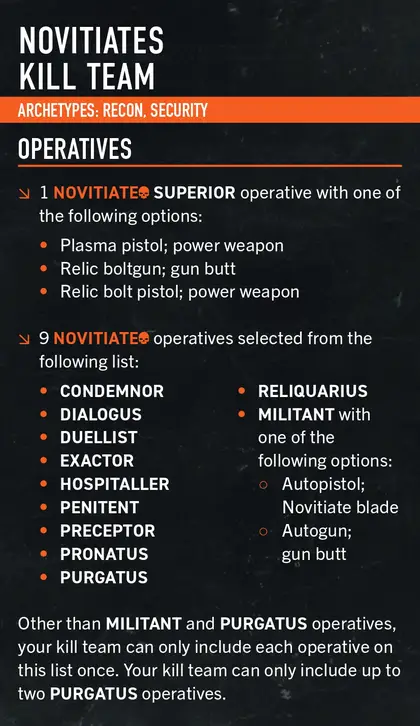 NOVITIATES
KILL TEAM
ARCHETYPES: RECON, SECURITY
OPERATIVES
↘ 1 NOVITIATE💀 SUPERIOR operative with one of
the following options:
• Plasma pistol; power weapon
• Relic boltgun; gun butt
• Relic bolt pistol; power weapon
↘ 9 NOVITIATE💀 operatives selected from the
following list:
• CONDEMNOR
• DIALOGUS
• DUELLIST
• EXACTOR
• HOSPITALLER
• PENITENT
• PRECEPTOR
• PRONATUS
• PURGATUS
• RELIQUARIUS
• MILITANT with
one of the
following options:
○ Autopistol;
Novitiate blade
○ Autogun;
gun butt
Other than MILITANT and PURGATUS operatives,
your kill team can only include each operative on
this list once. Your kill team can only include up to
two PURGATUS operatives.